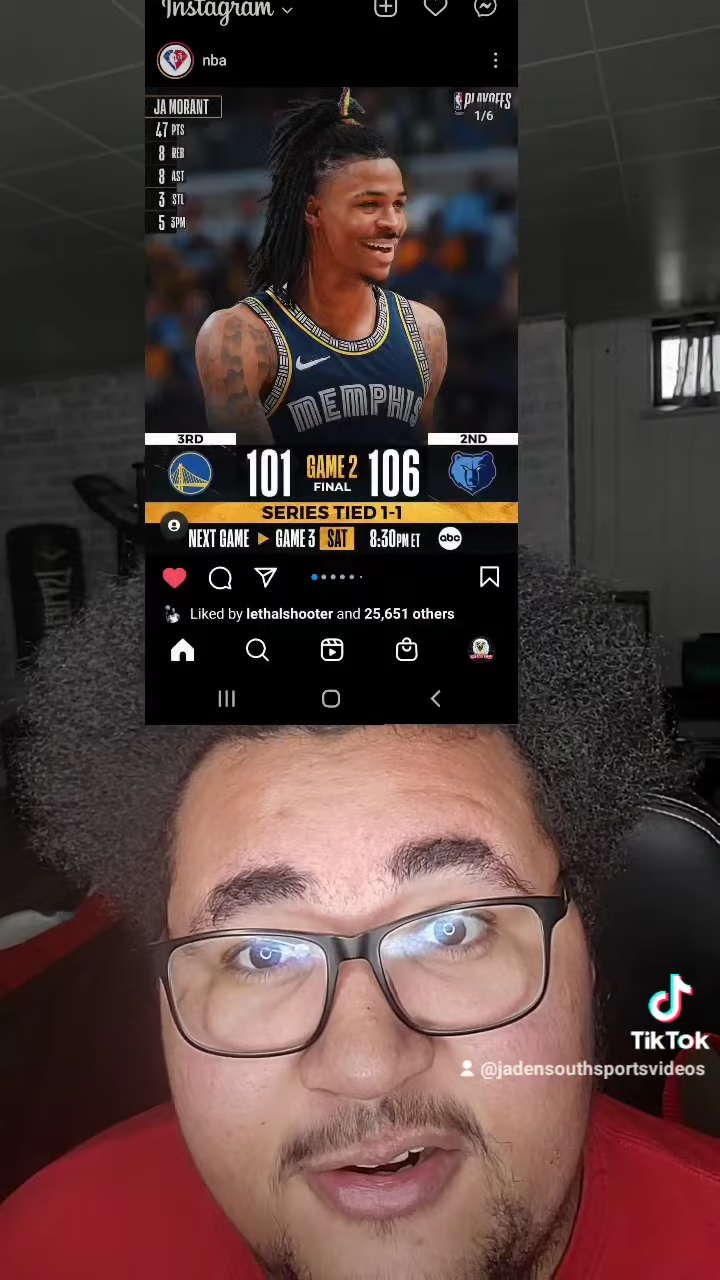 Instagram
nba
JA MORANT
47 PTS
8 REB
8 AST
3 STL
5 3PM
PLAYOFFS
1/6
MEMPHIS
3RD
2ND
101 GAME 2 106
FINAL
SERIES TIED 1-1
NEXT GAME GAME 3 SAT 8:30PM ET abc
Liked by lethalshooter and 25,651 others
TikTok
@jadensouthsportsvideos